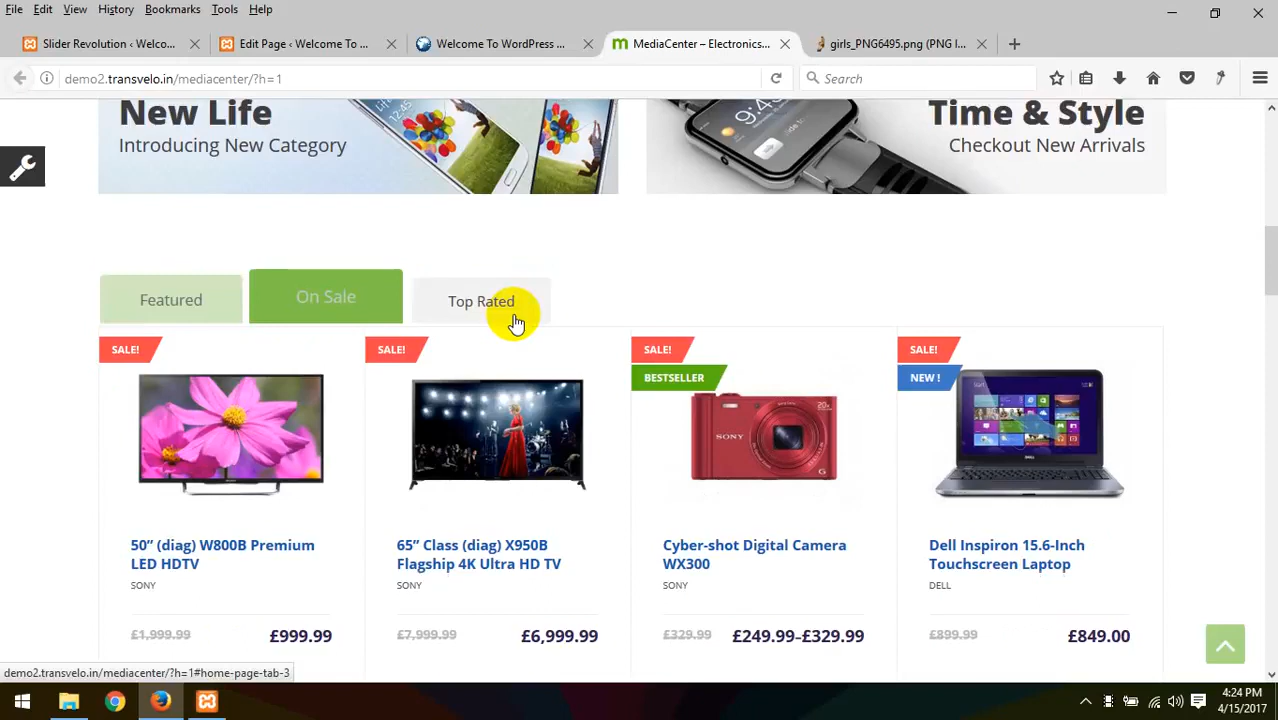 File Edit View History Bookmarks Tools Help
Slider Revolution ‹ Welco... Edit Page ‹ Welcome To ... Welcome To WordPress ... MediaCenter – Electronics... girls_PNG6495.png (PNG I...
demo2.transvelo.in/mediacenter/?h=1 Search
New Life Time & Style
Introducing New Category Checkout New Arrivals
Featured On Sale Top Rated
SALE! SALE! SALE! SALE!
BESTSELLER NEW !
SONY
50” (diag) W800B Premium LED HDTV
SONY
£1,999.99 £999.99
65” Class (diag) X950B Flagship 4K Ultra HD TV
SONY
£7,999.99 £6,999.99
Cyber-shot Digital Camera WX300
SONY
£329.99 £249.99–£329.99
Dell Inspiron 15.6-Inch Touchscreen Laptop
DELL
£899.99 £849.00
demo2.transvelo.in/mediacenter/?h=1#home-page-tab-3
4:24 PM
4/15/2017